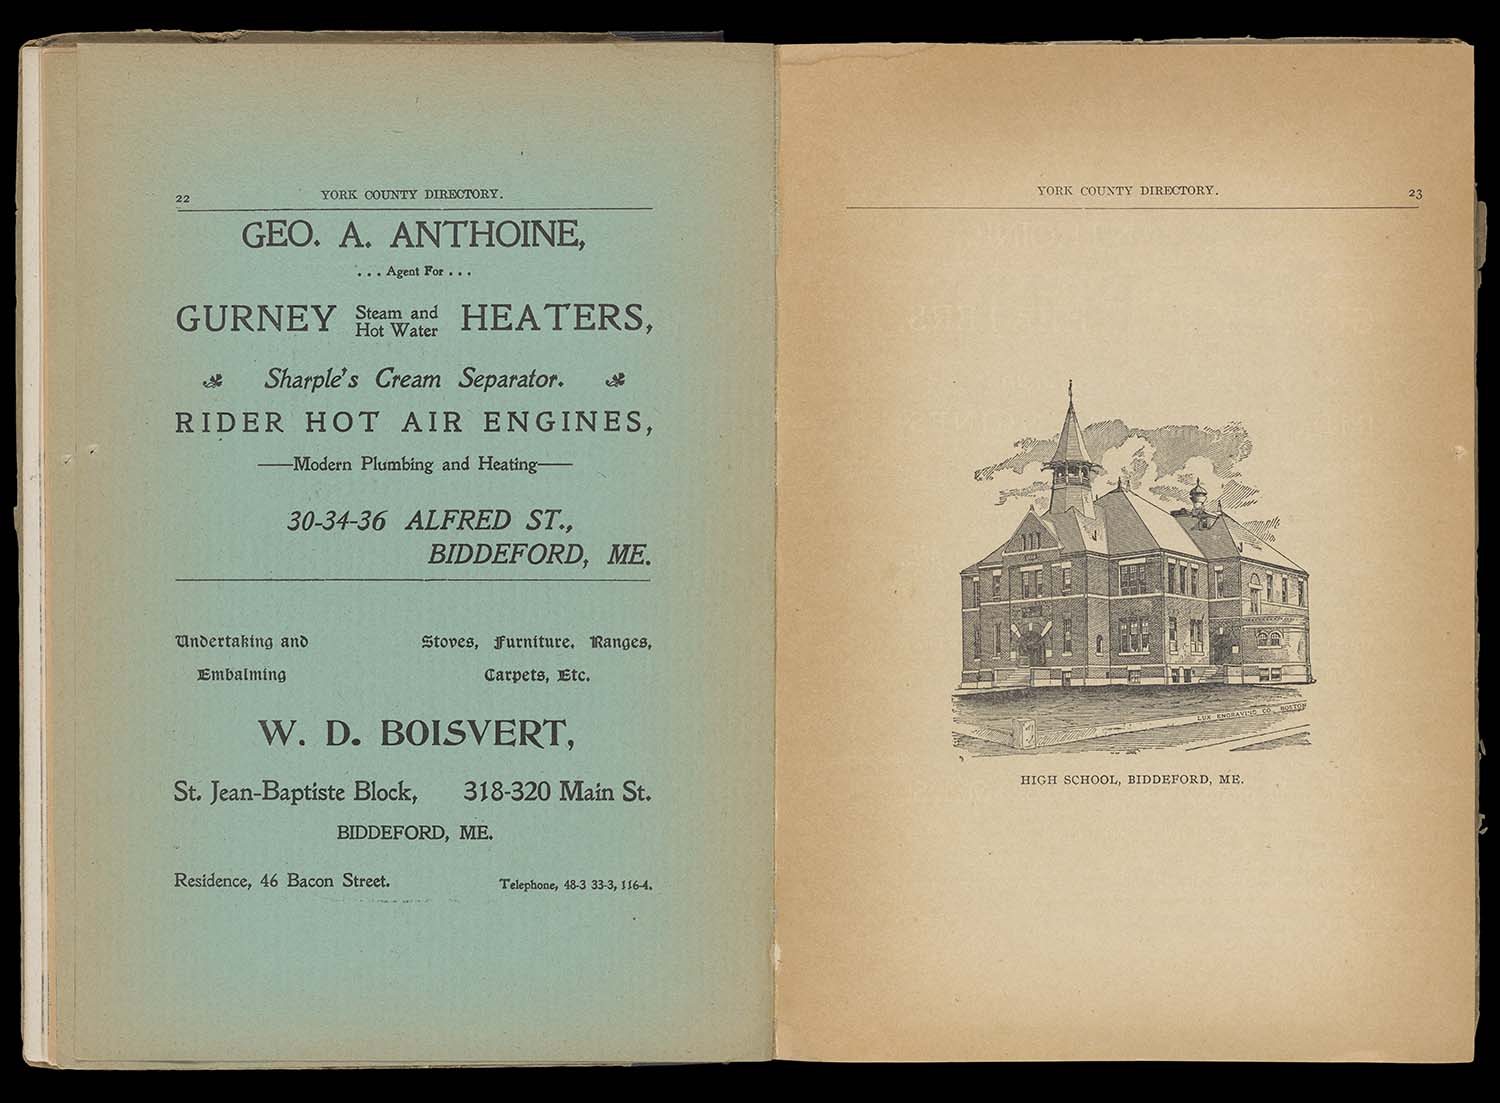 22 YORK COUNTY DIRECTORY.
GEO. A. ANTHOINE,
... Agent For ...
GURNEY Steam and Hot Water HEATERS,
Sharple's Cream Separator.
RIDER HOT AIR ENGINES,
—Modern Plumbing and Heating—
30-34-36 ALFRED ST.,
BIDDEFORD, ME.
Undertaking and Embalming
Stoves, Furniture, Ranges, Carpets, Etc.
W. D. BOISVERT,
St. Jean-Baptiste Block, 318-320 Main St.
BIDDEFORD, ME.
Residence, 46 Bacon Street. Telephone, 48-3 33-3, 116-4.
YORK COUNTY DIRECTORY. 23
LUX ENGRAVING CO. BOSTON
HIGH SCHOOL, BIDDEFORD, ME.